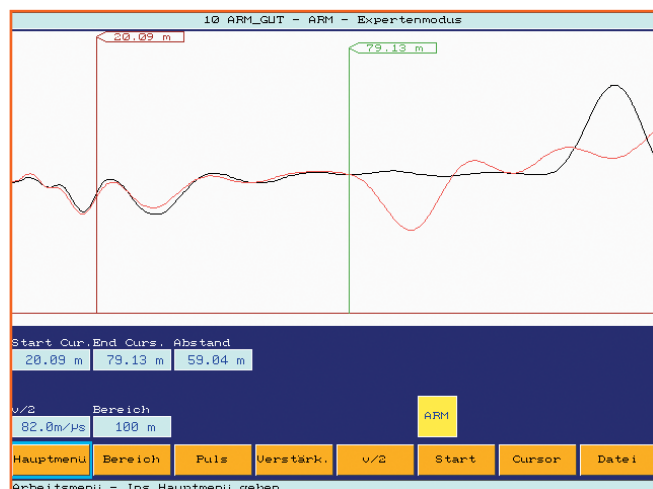 10 ARM_GUT - ARM - Expertenmodus
20.09 m
79.13 m
Start Cur. End Curs. Abstand
20.09 m 79.13 m 59.04 m
v/2 Bereich
82.0m/µs 100 m
ARM
Hauptmenü Bereich Puls Verstärk. v/2 Start Cursor Datei
Arbeitsmenü - Ins Hauptmenü gehen